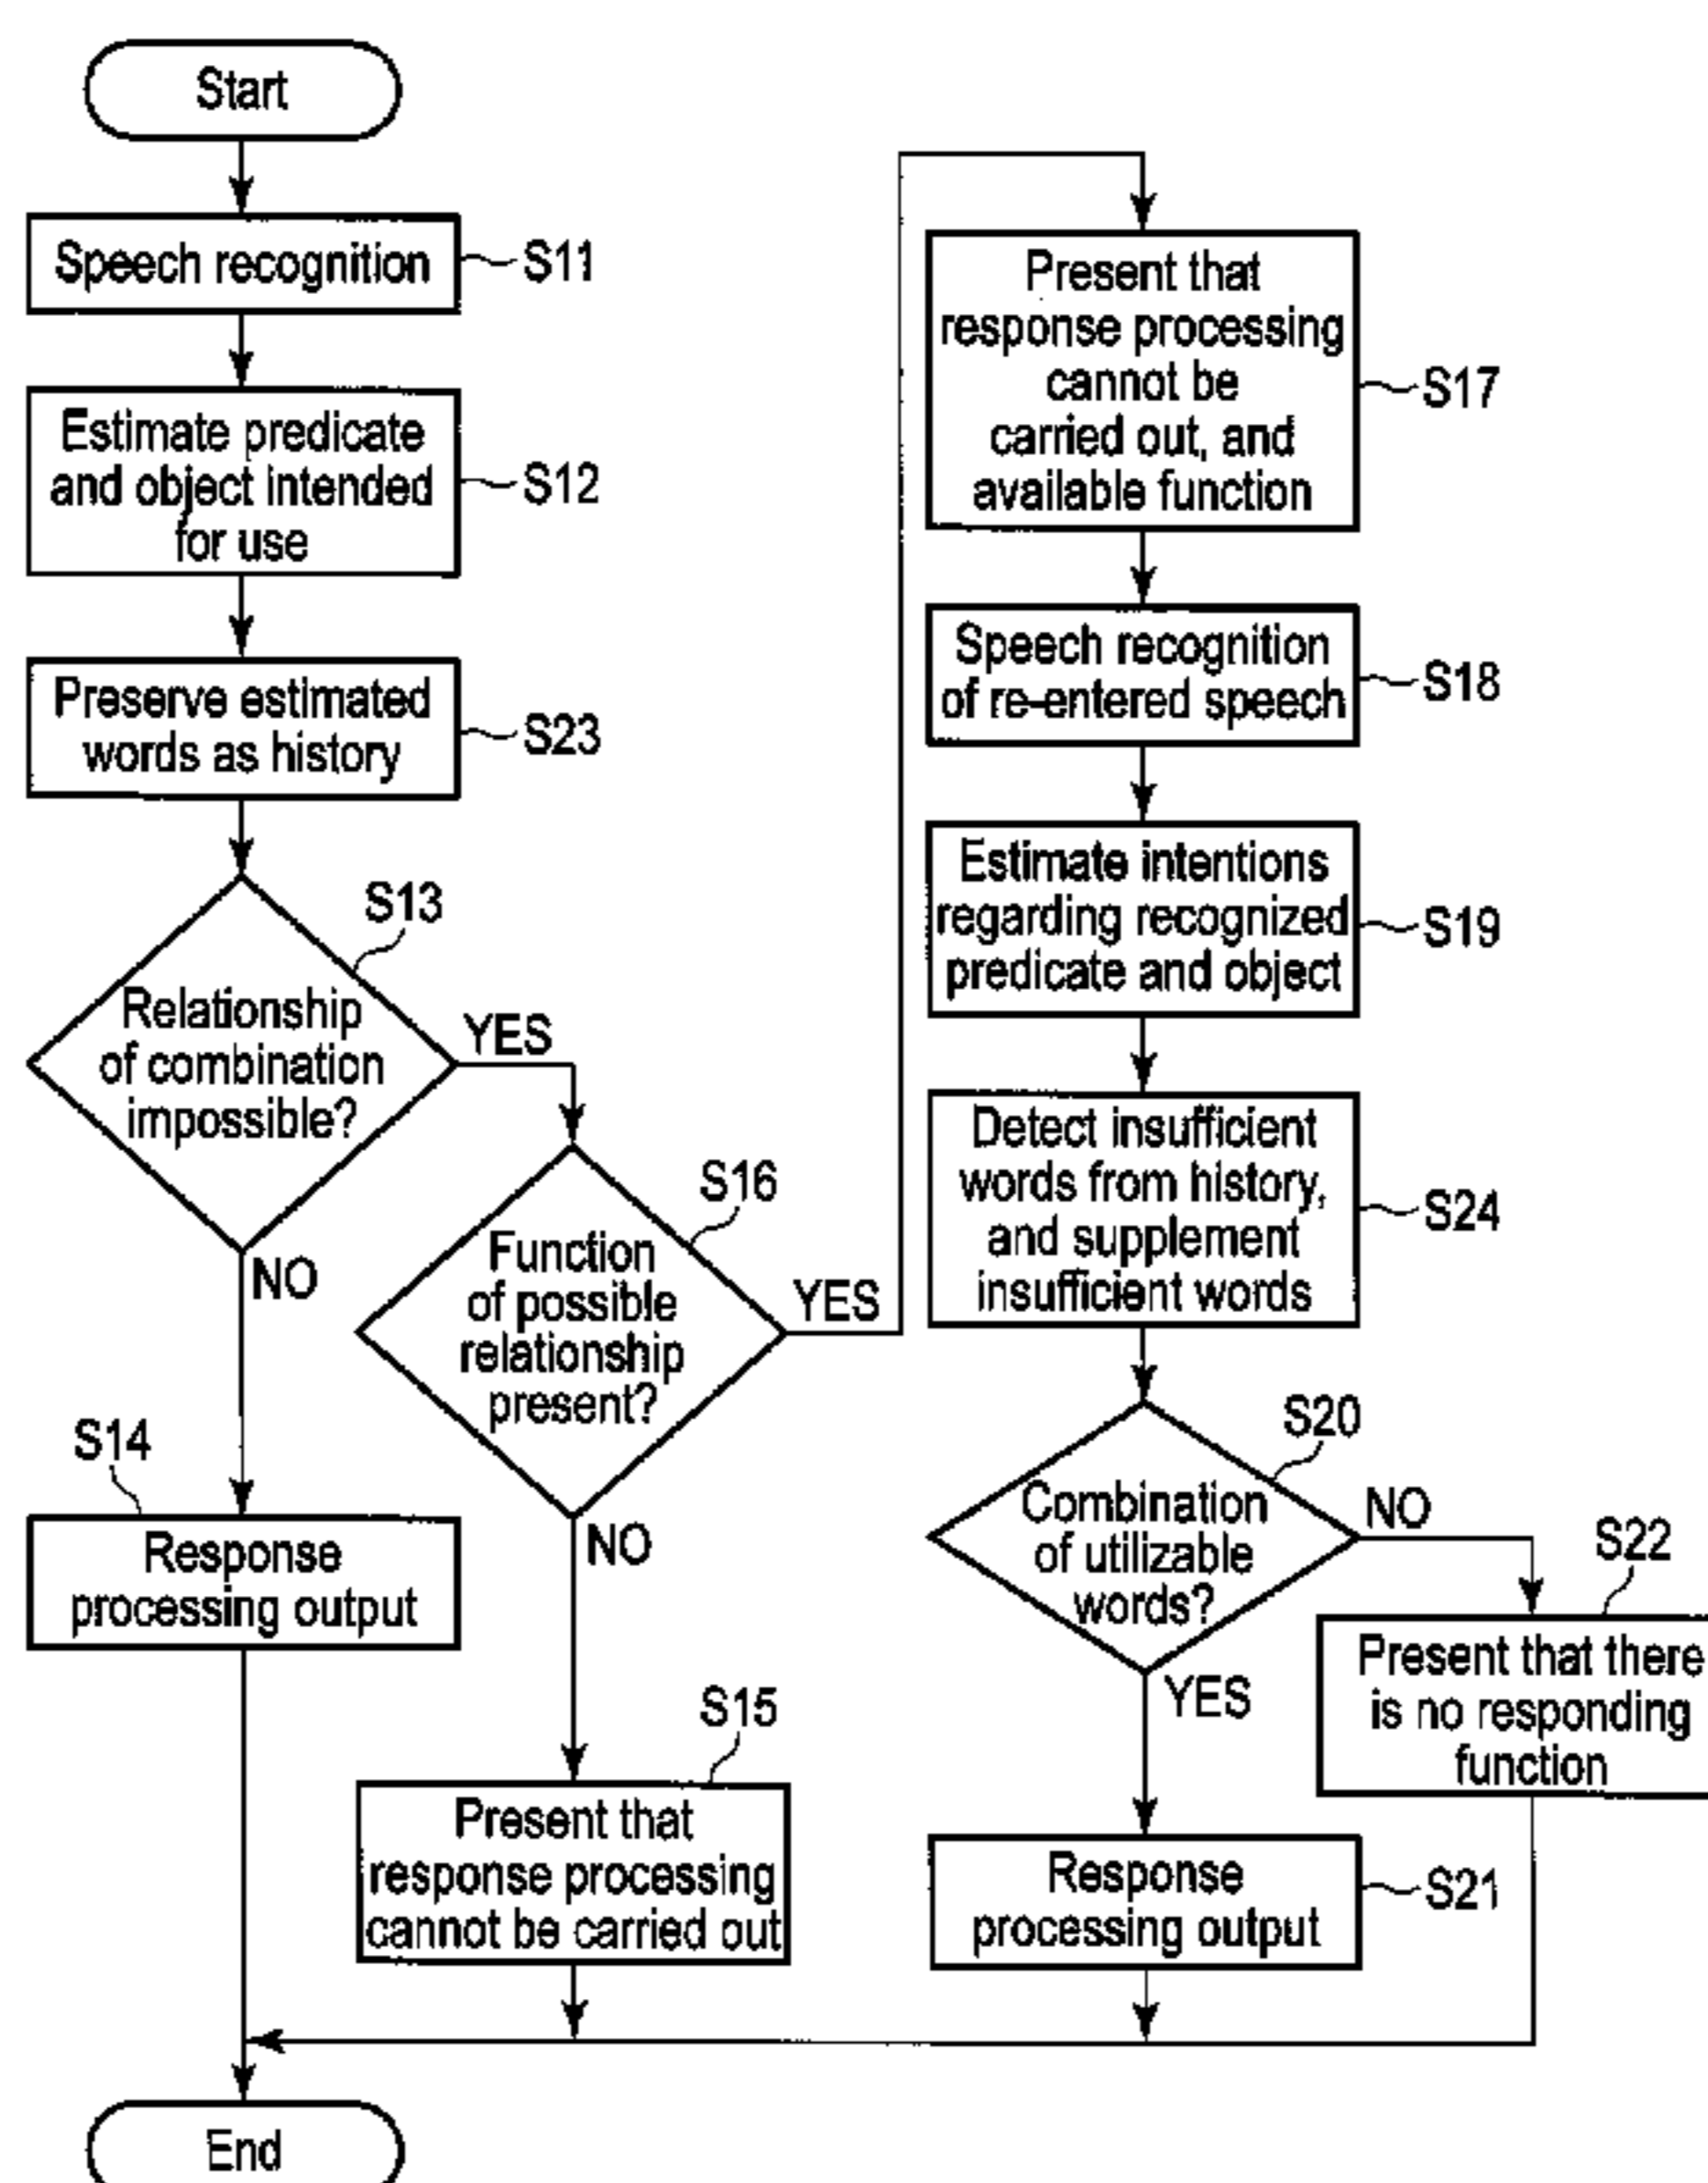 Start
Speech recognition
S11
Estimate predicate
and object intended
for use
S12
Preserve estimated
words as history
S23
S13
Relationship
of combination
impossible?
YES
NO
S16
Function
of possible
relationship
present?
YES
NO
S14
Response
processing output
S15
Present that
response processing
cannot be carried out
Present that
response processing
cannot be
carried out, and
available function
S17
Speech recognition
of re-entered speech
S18
Estimate intentions
regarding recognized
predicate and object
S19
Detect insufficient
words from history,
and supplement
insufficient words
S24
S20
Combination
of utilizable
words?
NO
YES
S22
Present that there
is no responding
function
Response
processing output
S21
End